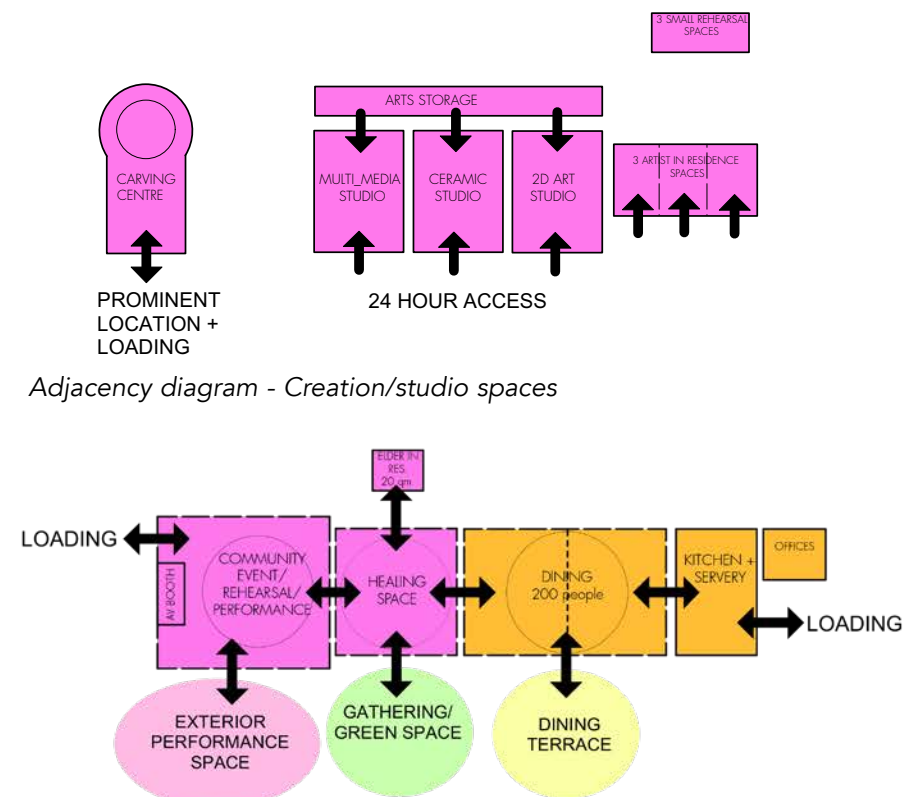 3 SMALL REHEARSAL
SPACES
ARTS STORAGE
CARVING
CENTRE
MULTI_MEDIA
STUDIO
CERAMIC
STUDIO
2D ART
STUDIO
3 ARTIST IN RESIDENCE
SPACES
PROMINENT
LOCATION +
LOADING
24 HOUR ACCESS
Adjacency diagram - Creation/studio spaces
ELDER IN
RES.
20 qm
LOADING
AV BOOTH
COMMUNITY
EVENT/
REHEARSAL/
PERFORMANCE
HEALING
SPACE
DINING
200 people
KITCHEN +
SERVERY
OFFICES
LOADING
EXTERIOR
PERFORMANCE
SPACE
GATHERING/
GREEN SPACE
DINING
TERRACE